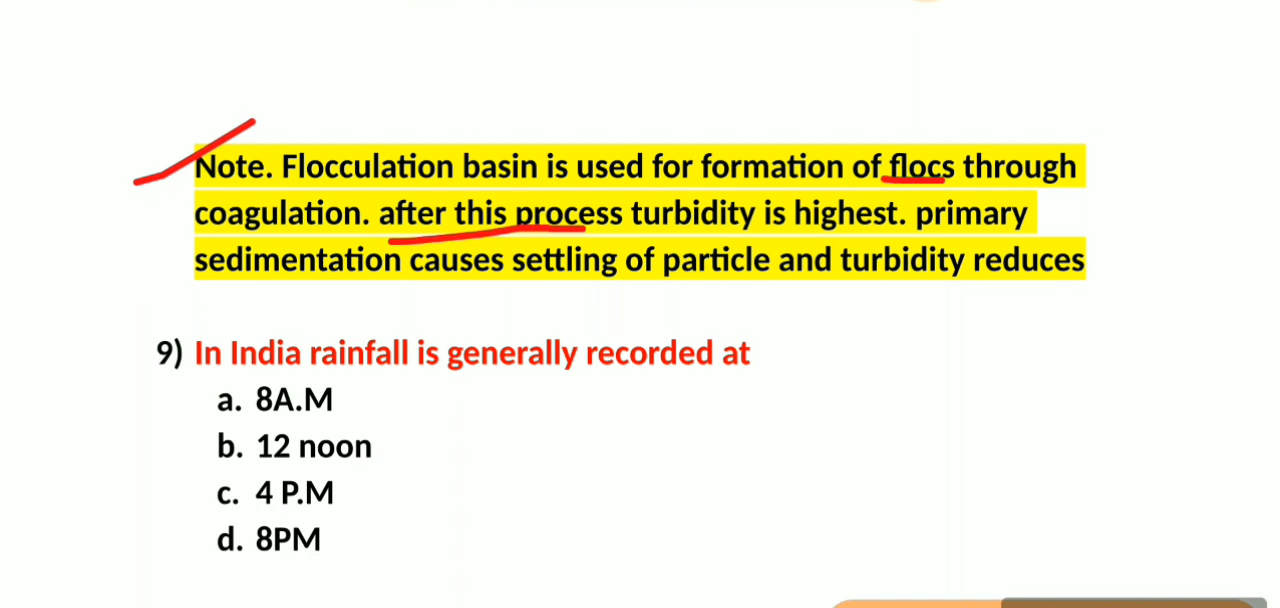 Note. Flocculation basin is used for formation of flocs through
coagulation. after this process turbidity is highest. primary
sedimentation causes settling of particle and turbidity reduces
9) In India rainfall is generally recorded at
a. 8A.M
b. 12 noon
c. 4 P.M
d. 8PM